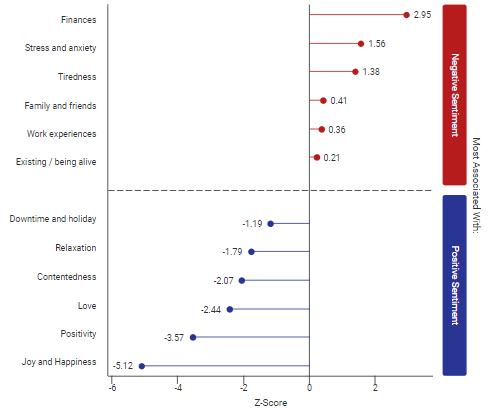 Finances
2.95
Stress and anxiety
1.56
Tiredness
1.38
Family and friends
0.41
Work experiences
0.36
Existing / being alive
0.21
Negative Sentiment
Most Associated With:
Downtime and holiday
-1.19
Relaxation
-1.79
Contentedness
-2.07
Love
-2.44
Positivity
-3.57
Joy and Happiness
-5.12
Positive Sentiment
-6 -4 -2 0 2
Z-Score